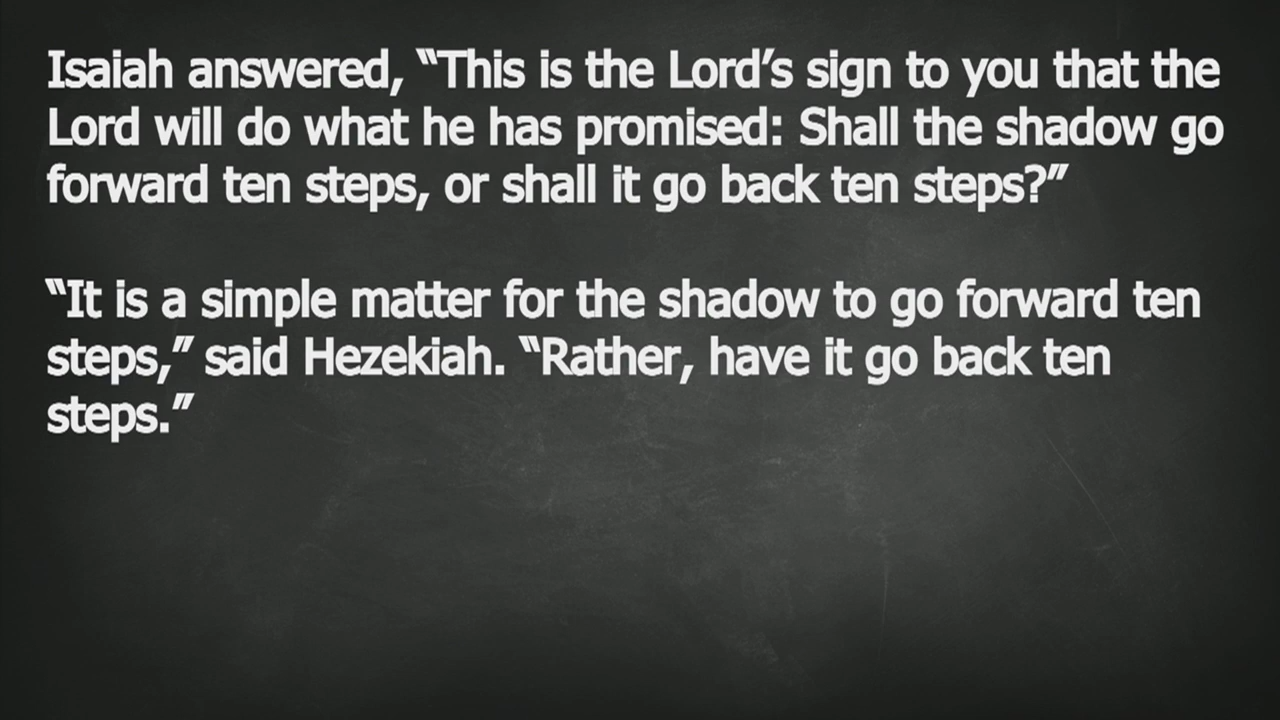 Isaiah answered, “This is the Lord’s sign to you that the
Lord will do what he has promised: Shall the shadow go
forward ten steps, or shall it go back ten steps?”
“It is a simple matter for the shadow to go forward ten
steps,” said Hezekiah. “Rather, have it go back ten
steps.”